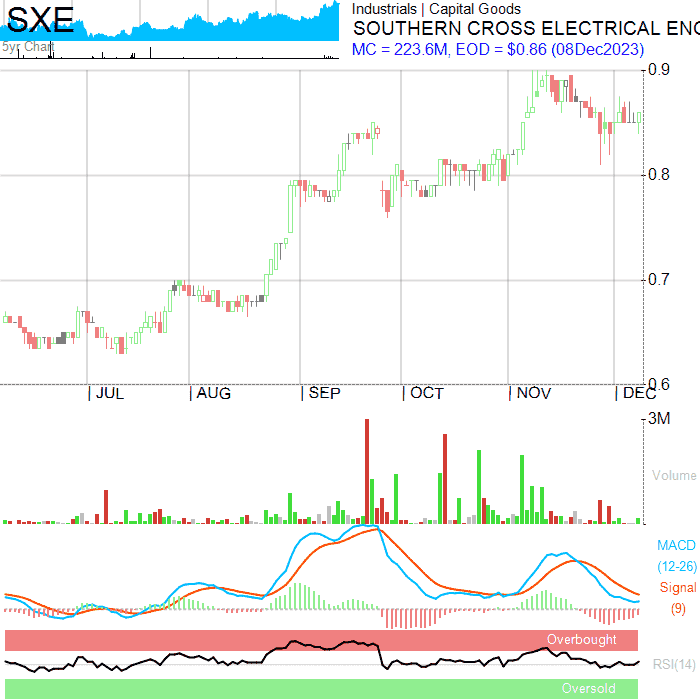 SXE
5yr Chart
Industrials | Capital Goods
SOUTHERN CROSS ELECTRICAL ENG
MC = 223.6M, EOD = $0.86 (08Dec2023)
0.9
0.8
0.7
0.6
JUL
AUG
SEP
OCT
NOV
DEC
3M
Volume
MACD
(12-26)
Signal
(9)
Overbought
RSI(14)
Oversold